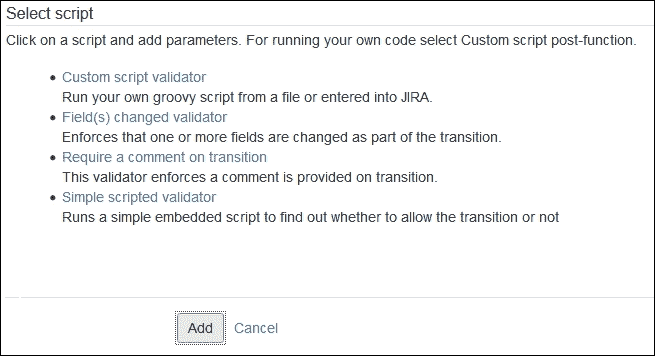 Select script
Click on a script and add parameters. For running your own code select Custom script post-function.
Custom script validator
Run your own groovy script from a file or entered into JIRA.
Field(s) changed validator
Enforces that one or more fields are changed as part of the transition.
Require a comment on transition
This validator enforces a comment is provided on transition.
Simple scripted validator
Runs a simple embedded script to find out whether to allow the transition or not
Add Cancel